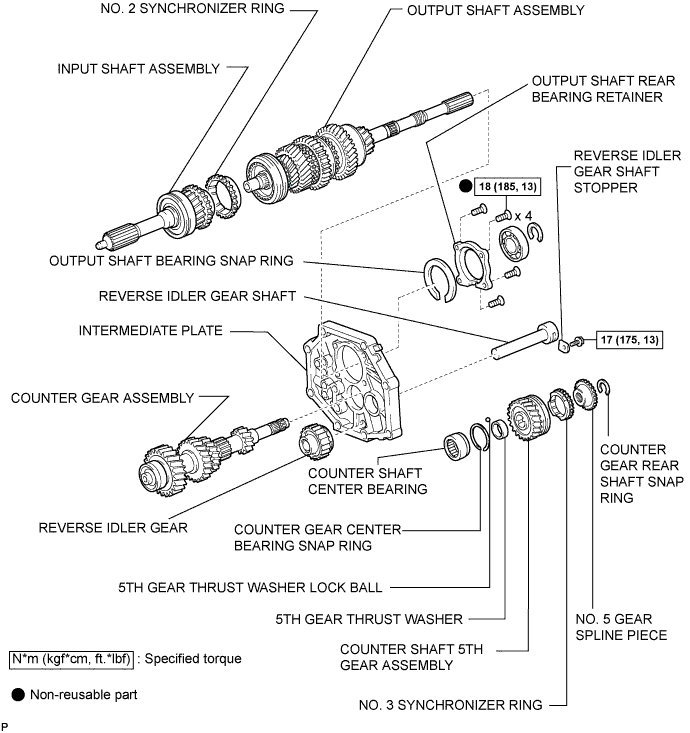 NO. 2 SYNCHRONIZER RING
OUTPUT SHAFT ASSEMBLY
INPUT SHAFT ASSEMBLY
OUTPUT SHAFT REAR
BEARING RETAINER
REVERSE IDLER
GEAR SHAFT
STOPPER
18 (185, 13)
x 4
OUTPUT SHAFT BEARING SNAP RING
REVERSE IDLER GEAR SHAFT
INTERMEDIATE PLATE
17 (175, 13)
COUNTER GEAR ASSEMBLY
COUNTER SHAFT
CENTER BEARING
COUNTER
GEAR REAR
SHAFT SNAP
RING
REVERSE IDLER GEAR
COUNTER GEAR CENTER
BEARING SNAP RING
5TH GEAR THRUST WASHER LOCK BALL
5TH GEAR THRUST WASHER
NO. 5 GEAR
SPLINE PIECE
COUNTER SHAFT 5TH
GEAR ASSEMBLY
N*m (kgf*cm, ft.*lbf) : Specified torque
Non-reusable part
NO. 3 SYNCHRONIZER RING
P